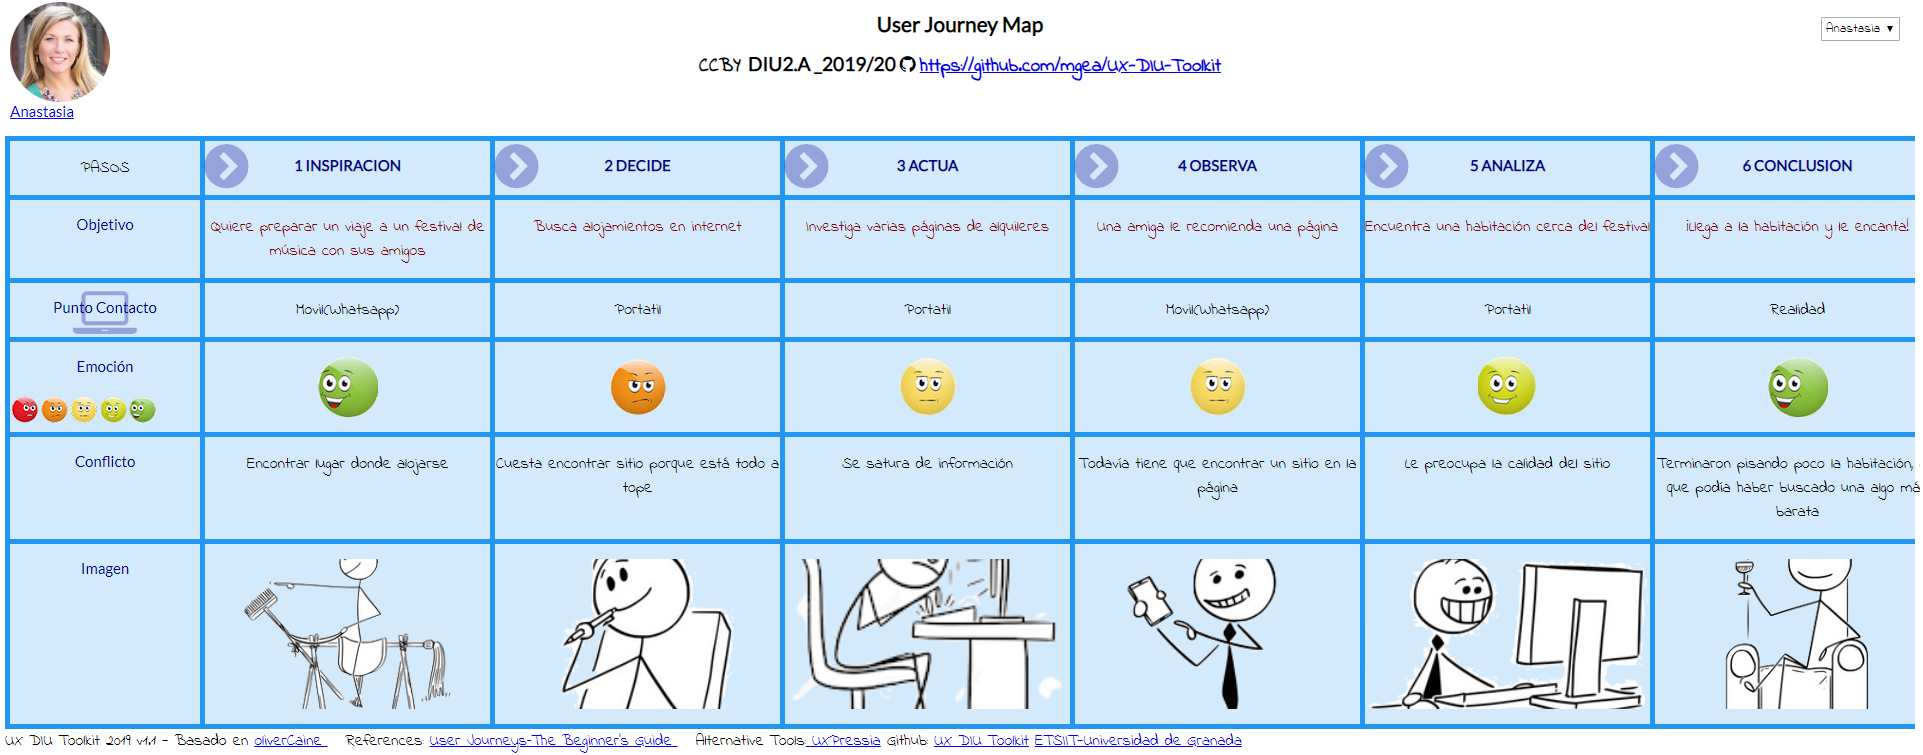 User Journey Map
Anastasia ▼
CCBY DIU2.A_2019/20 https://github.com/mgea/UX-DIU-Toolkit
Anastasia
PASOS
1 INSPIRACION
2 DECIDE
3 ACTUA
4 OBSERVA
5 ANALIZA
6 CONCLUSION
Objetivo
Quiere preparar un viaje a un festival de
música con sus amigos
Busca alojamientos en internet
Investiga varias páginas de alquileres
Una amiga le recomienda una página
Encuentra una habitación cerca del festival
¡Llega a la habitación y le encanta!
Punto Contacto
Movil(Whatsapp)
Portatil
Portatil
Movil(Whatsapp)
Portatil
Realidad
Emoción
Conflicto
Encontrar lugar donde alojarse
Cuesta encontrar sitio porque está todo a
tope
Se satura de información
Todavía tiene que encontrar un sitio en la
página
Le preocupa la calidad del sitio
Terminaron pisando poco la habitación,
que podía haber buscado una algo má
barata
Imagen
UX DIU Toolkit 2019 v1.1 - Basado en oliverCaine References: User Journeys-The Beginner's Guide Alternative Tools: UXPressia Github: UX DIU Toolkit ETSIIT-Universidad de Granada